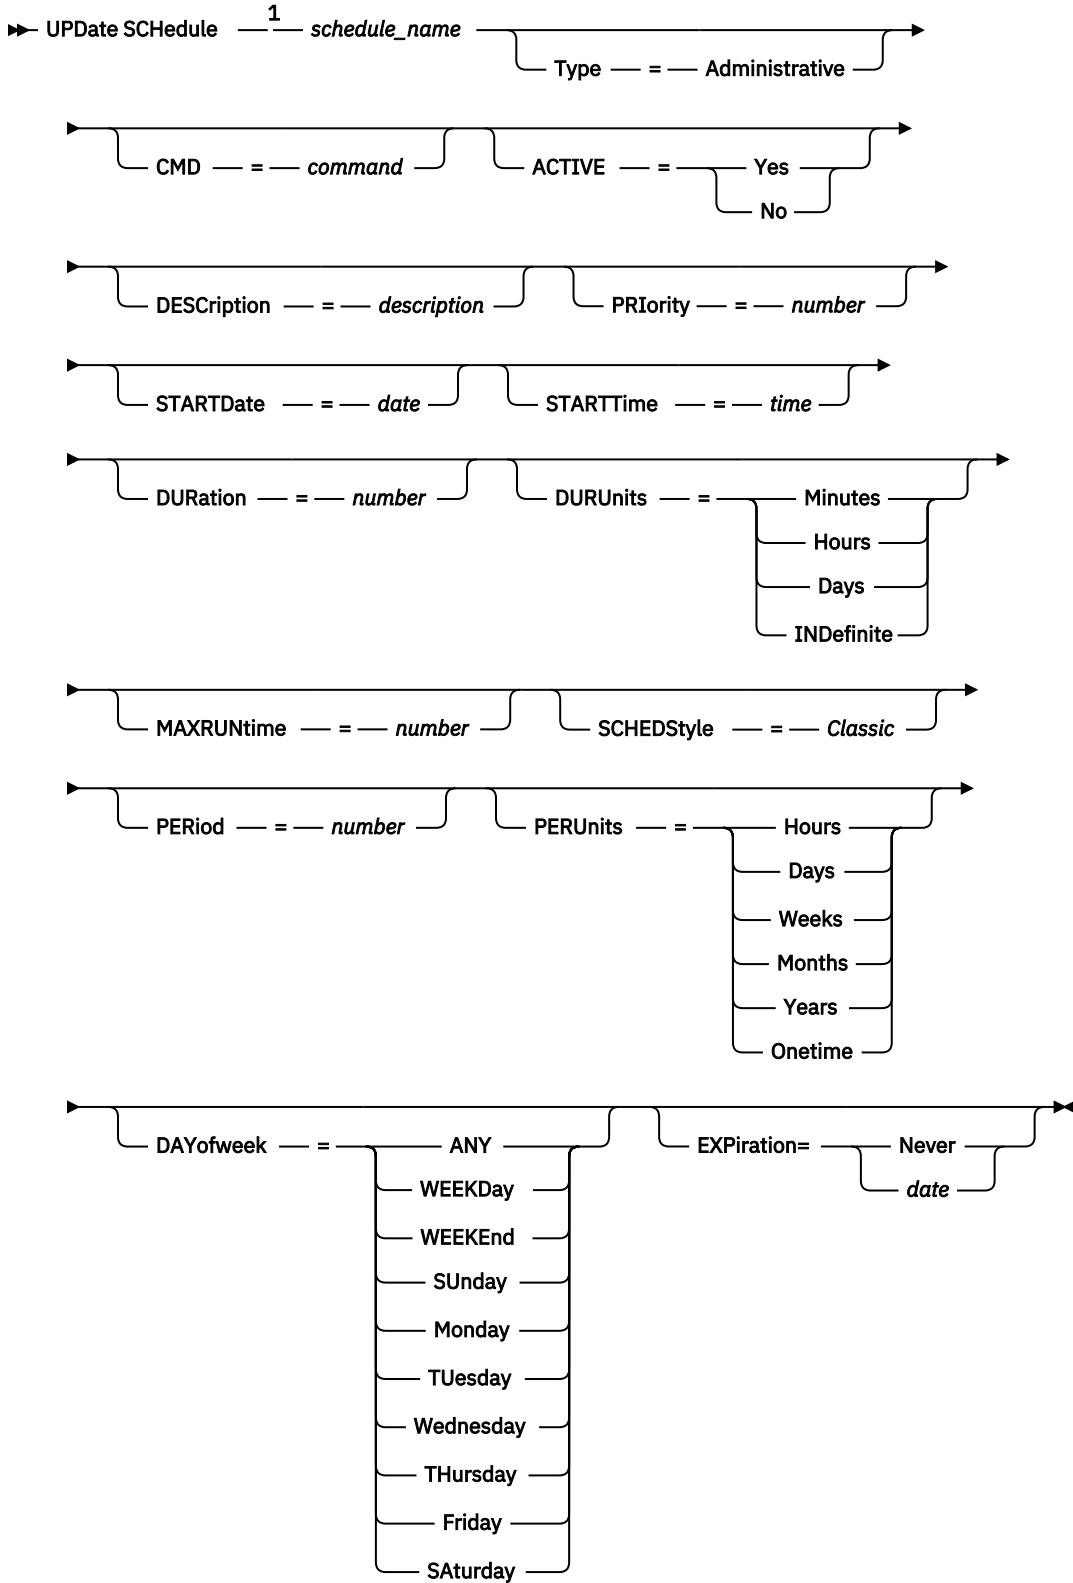 1
UPDate SCHedule schedule_name
Type = Administrative
CMD = command ACTIVE = Yes
No
DESCription = description PRIority = number
STARTDate = date STARTTime = time
DURation = number DURUnits = Minutes
Hours
Days
INDefinite
MAXRUNtime = number SCHEDStyle = Classic
PERiod = number PERUnits = Hours
Days
Weeks
Months
Years
Onetime
DAYofweek = ANY EXPiration= Never
WEEKDay date
WEEKEnd
SUnday
Monday
TUesday
Wednesday
THursday
Friday
SAturday